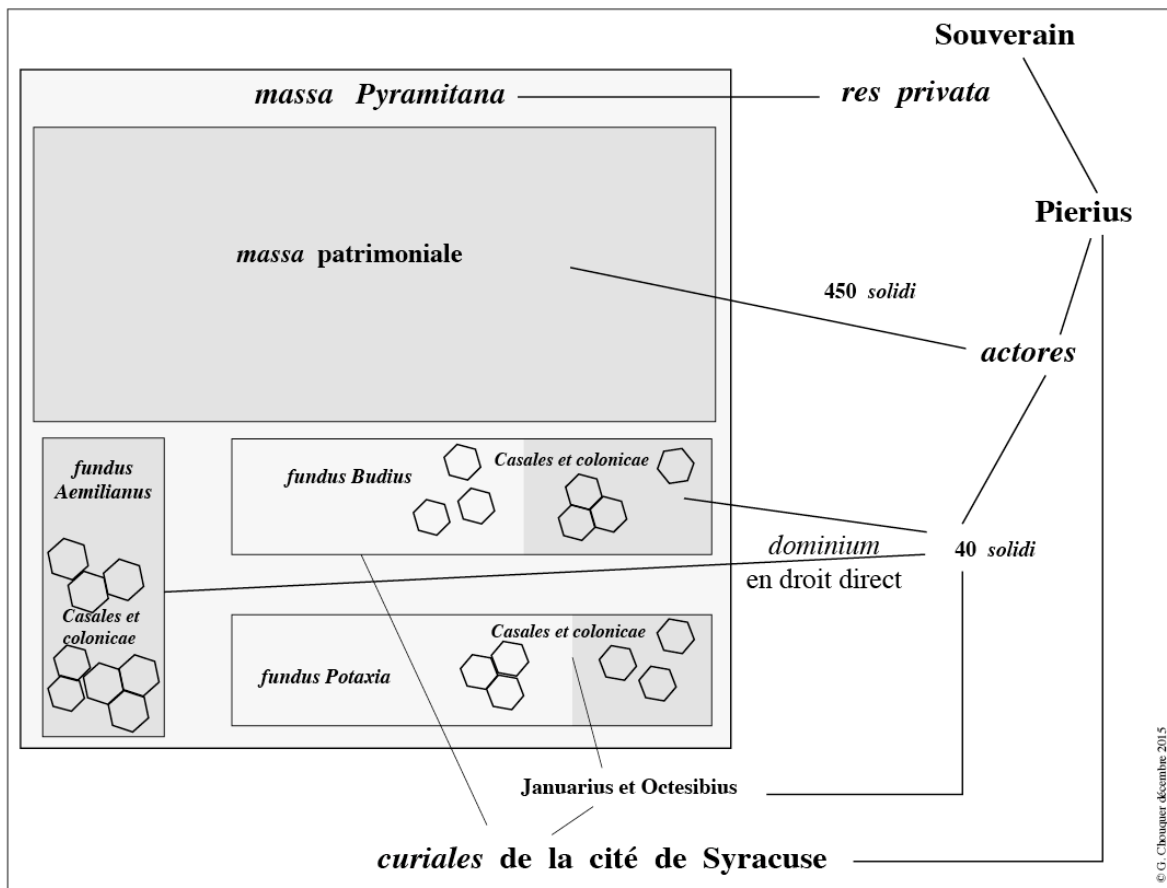 Souverain
massa Pyramitana
res privata
Pierius
massa patrimoniale
450 solidi
actores
fundus
Aemilianus
Casales et
colonicae
fundus Budius
Casales et colonicae
dominium
en droit direct
40 solidi
Casales et colonicae
fundus Potaxia
Januarius et Octesibius
curiales de la cité de Syracuse
© G. Chouquer décembre 2015